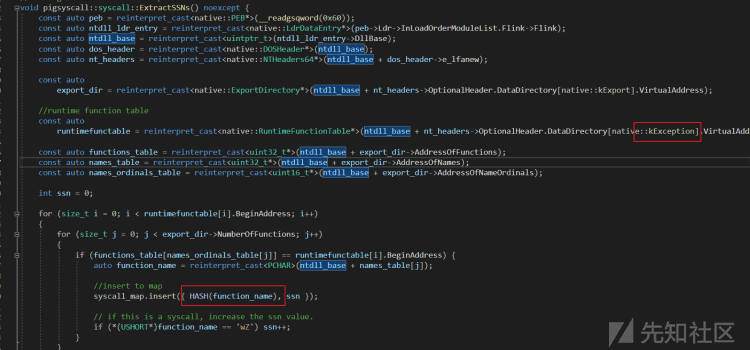 void pigsyscall::syscall::ExtractSSNs() noexcept {
const auto peb = reinterpret_cast<native::PEB*>(__readgsqword(0x60));
const auto ntdll_ldr_entry = reinterpret_cast<native::LdrDataEntry*>(peb->Ldr->InLoadOrderModuleList.Flink->Flink);
const auto ntdll_base = reinterpret_cast<uintptr_t>(ntdll_ldr_entry->DllBase);
const auto dos_header = reinterpret_cast<native::DOSHeader*>(ntdll_base);
const auto nt_headers = reinterpret_cast<native::NTHeaders64*>(ntdll_base + dos_header->e_lfanew);
const auto
export_dir = reinterpret_cast<native::ExportDirectory*>(ntdll_base + nt_headers->OptionalHeader.DataDirectory[native::kExport].VirtualAddress);
//runtime function table
const auto
runtimefunctable = reinterpret_cast<native::RuntimeFunctionTable*>(ntdll_base + nt_headers->OptionalHeader.DataDirectory[native::kException].VirtualAdd
const auto functions_table = reinterpret_cast<uint32_t*>(ntdll_base + export_dir->AddressOfFunctions);
const auto names_table = reinterpret_cast<uint32_t*>(ntdll_base + export_dir->AddressOfNames);
const auto names_ordinals_table = reinterpret_cast<uint16_t*>(ntdll_base + export_dir->AddressOfNameOrdinals);
int ssn = 0;
for (size_t i = 0; i < runtimefunctable[i].BeginAddress; i++)
{
for (size_t j = 0; j < export_dir->NumberOfFunctions; j++)
{
if (functions_table[names_ordinals_table[j]] == runtimefunctable[i].BeginAddress) {
auto function_name = reinterpret_cast<PCHAR>(ntdll_base + names_table[j]);
//insert to map
syscall_map.insert({ HASH(function_name), ssn });
// if this is a syscall, increase the ssn value.
if (*(USHORT*)function_name == 'wZ') ssn++;
}
}
先知社区